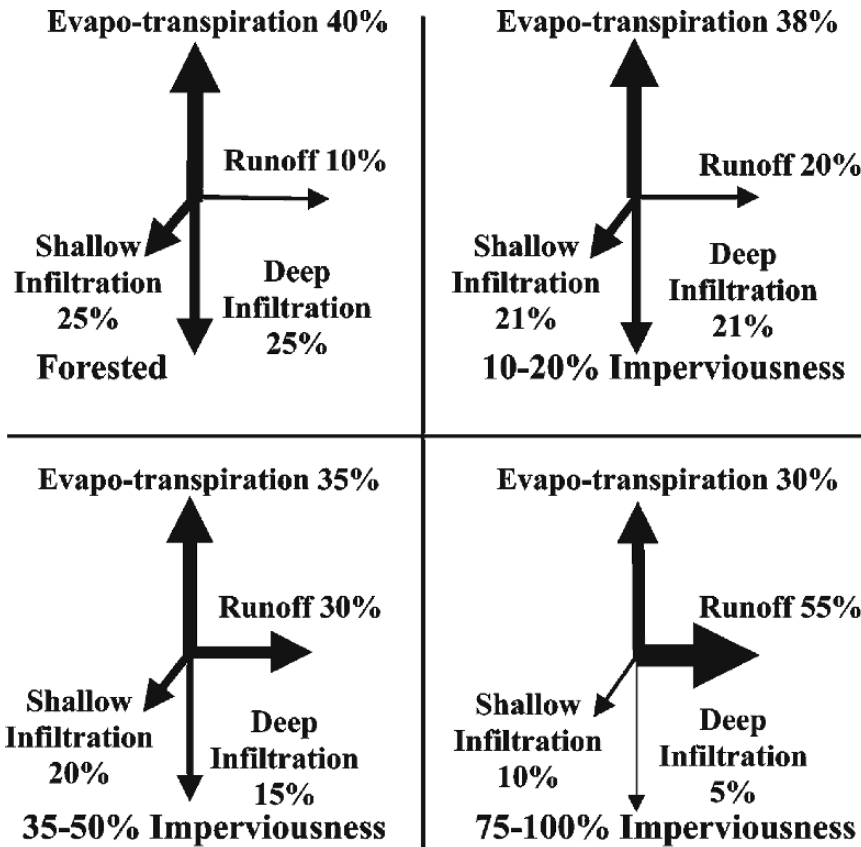 Evapo-transpiration 40%
Runoff 10%
Shallow
Infiltration
25%
Deep
Infiltration
25%
Forested
Evapo-transpiration 38%
Runoff 20%
Shallow
Infiltration
21%
Deep
Infiltration
21%
10-20% Imperviousness
Evapo-transpiration 35%
Runoff 30%
Shallow
Infiltration
20%
Deep
Infiltration
15%
35-50% Imperviousness
Evapo-transpiration 30%
Runoff 55%
Shallow
Infiltration
10%
Deep
Infiltration
5%
75-100% Imperviousness